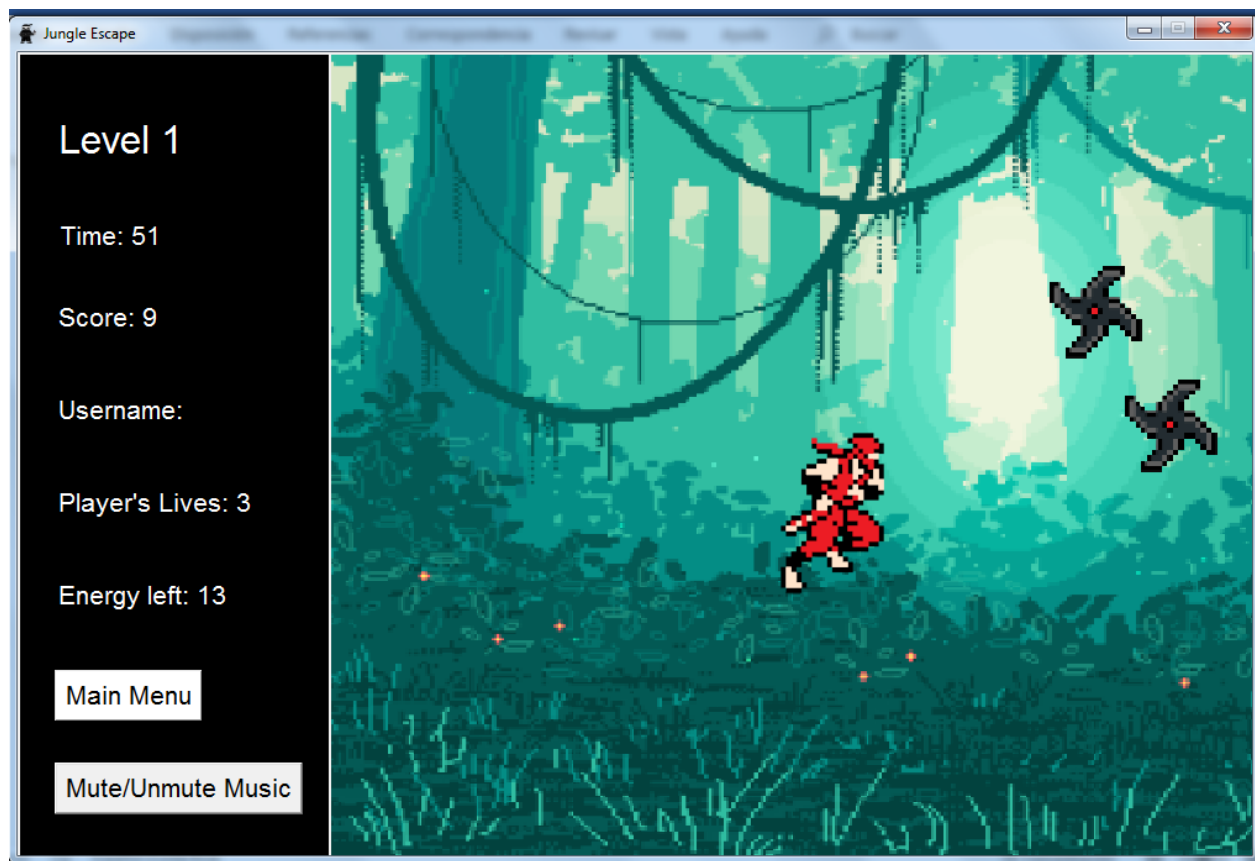 Jungle Escape
Level 1
Time: 51
Score: 9
Username:
Player's Lives: 3
Energy left: 13
Main Menu
Mute/Unmute Music